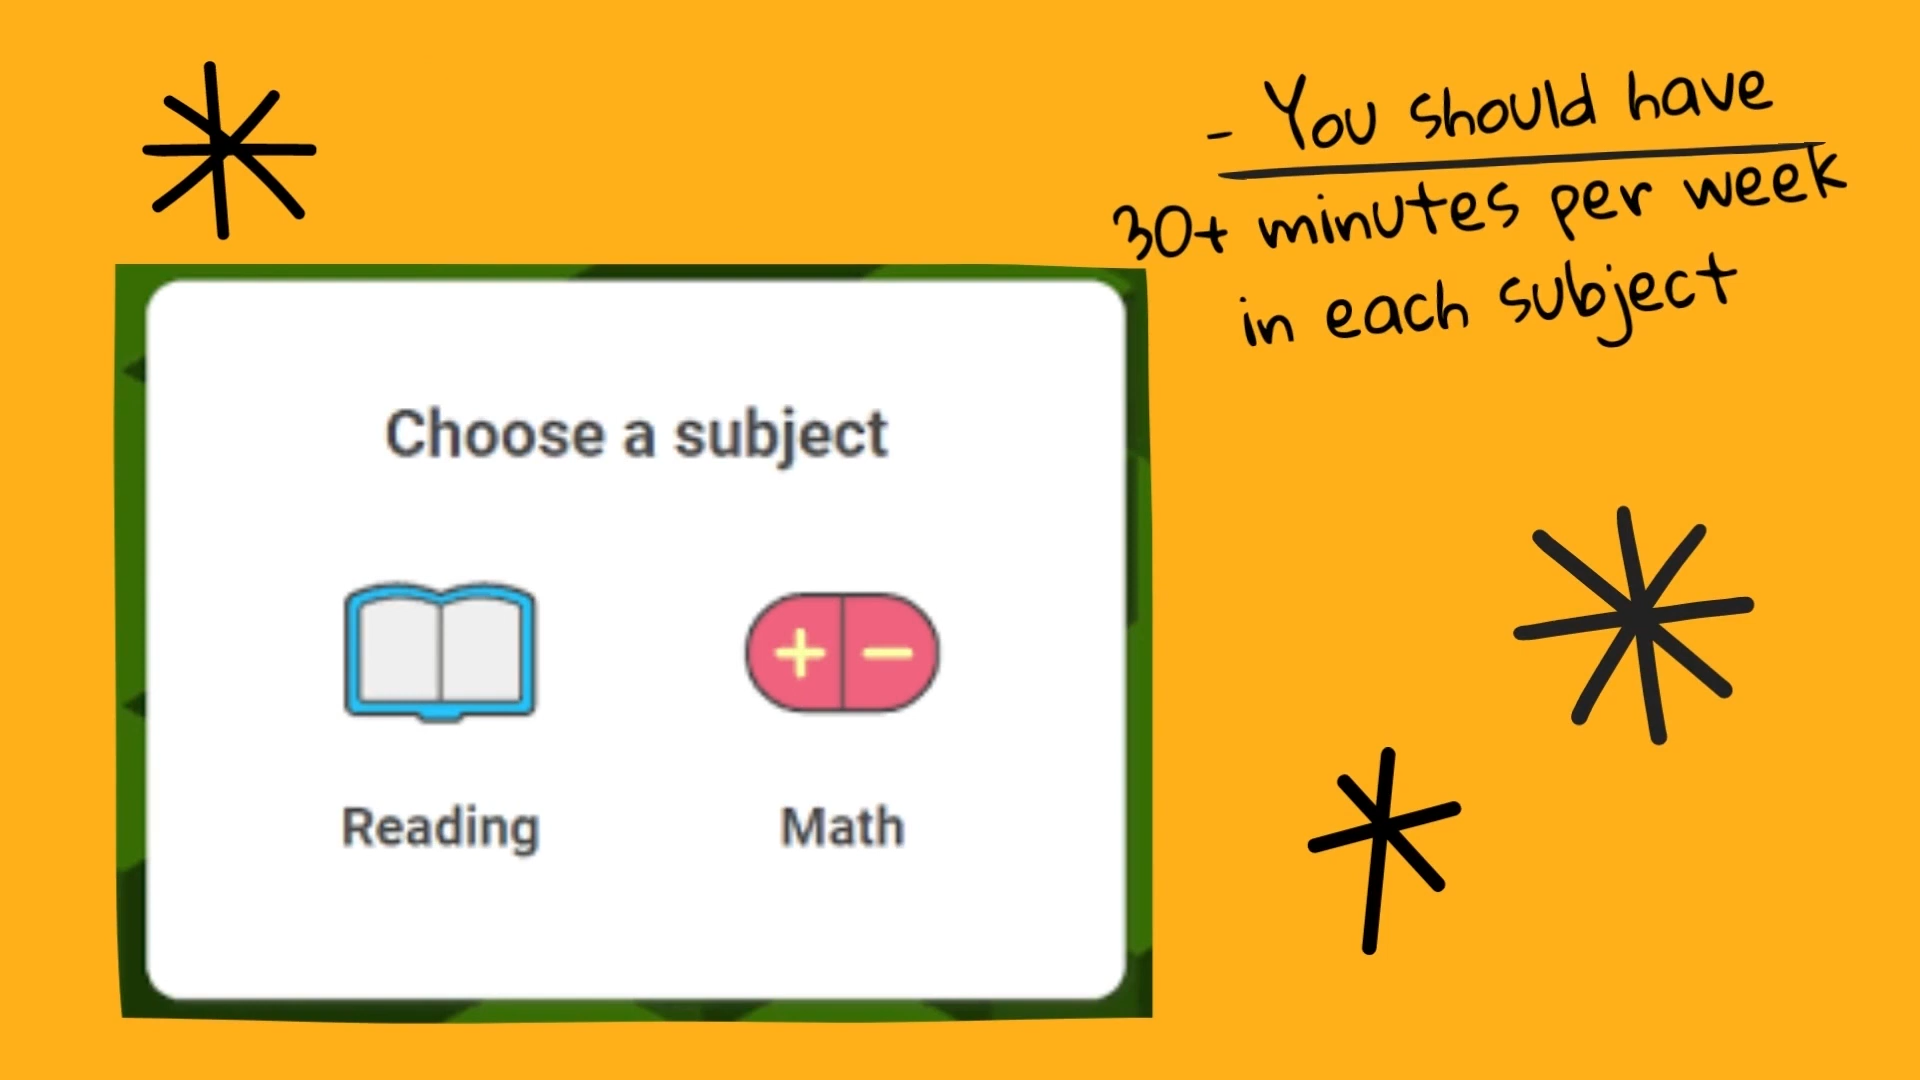 - You should have
30+ minutes per week
in each subject
Choose a subject
+ -
Reading Math